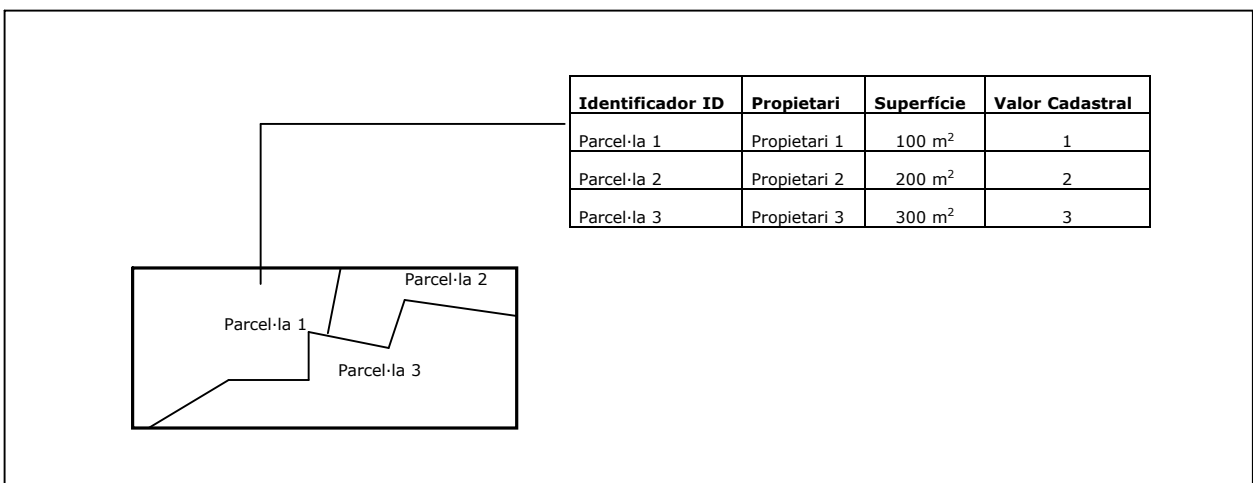 Identificador ID Propietari Superfície Valor Cadastral
Parcel·la 1 Propietari 1 100 m² 1
Parcel·la 2 Propietari 2 200 m² 2
Parcel·la 3 Propietari 3 300 m² 3
Parcel·la 2
Parcel·la 1
Parcel·la 3